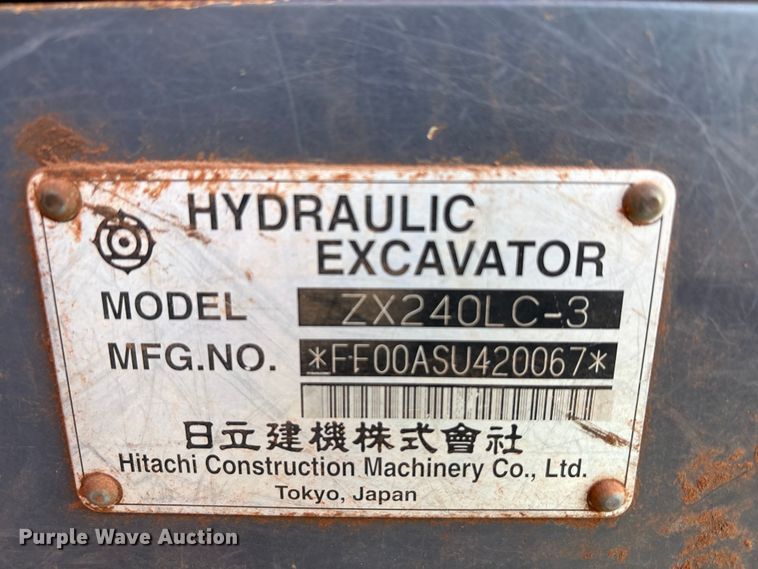 HYDRAULIC
EXCAVATOR
MODEL ZX240LC-3
MFG.NO. *FF00ASU420067*
日立建機株式會社
Hitachi Construction Machinery Co., Ltd.
Tokyo, Japan
Purple Wave Auction